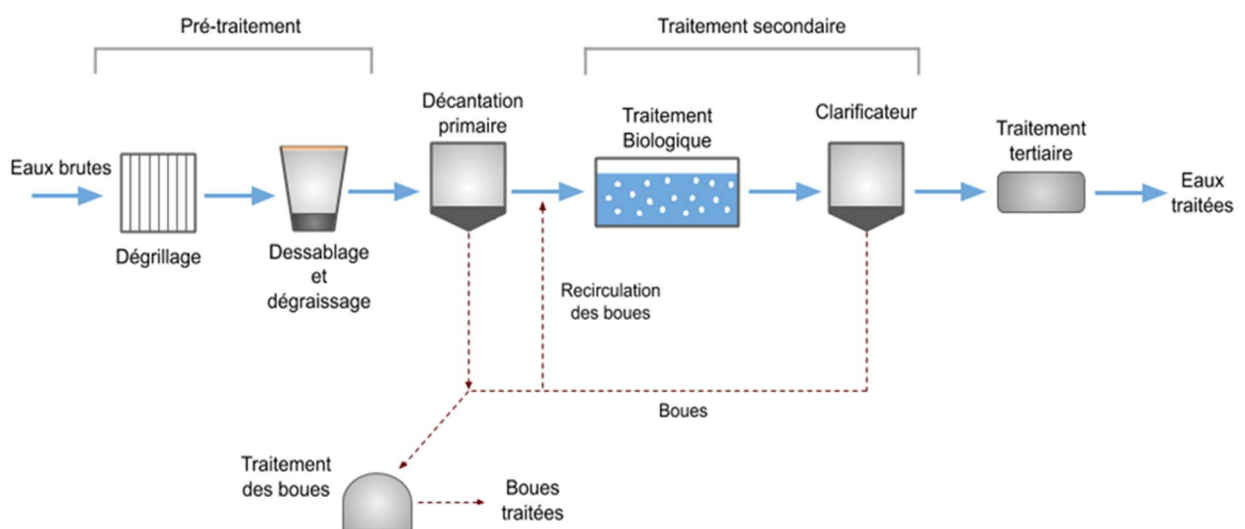 Pré-traitement
Traitement secondaire
Eaux brutes
Dégrillage
Dessablage
et
dégraissage
Décantation
primaire
Traitement
Biologique
Clarificateur
Traitement
tertiaire
Eaux
traitées
Recirculation
des boues
Boues
Traitement
des boues
Boues
traitées